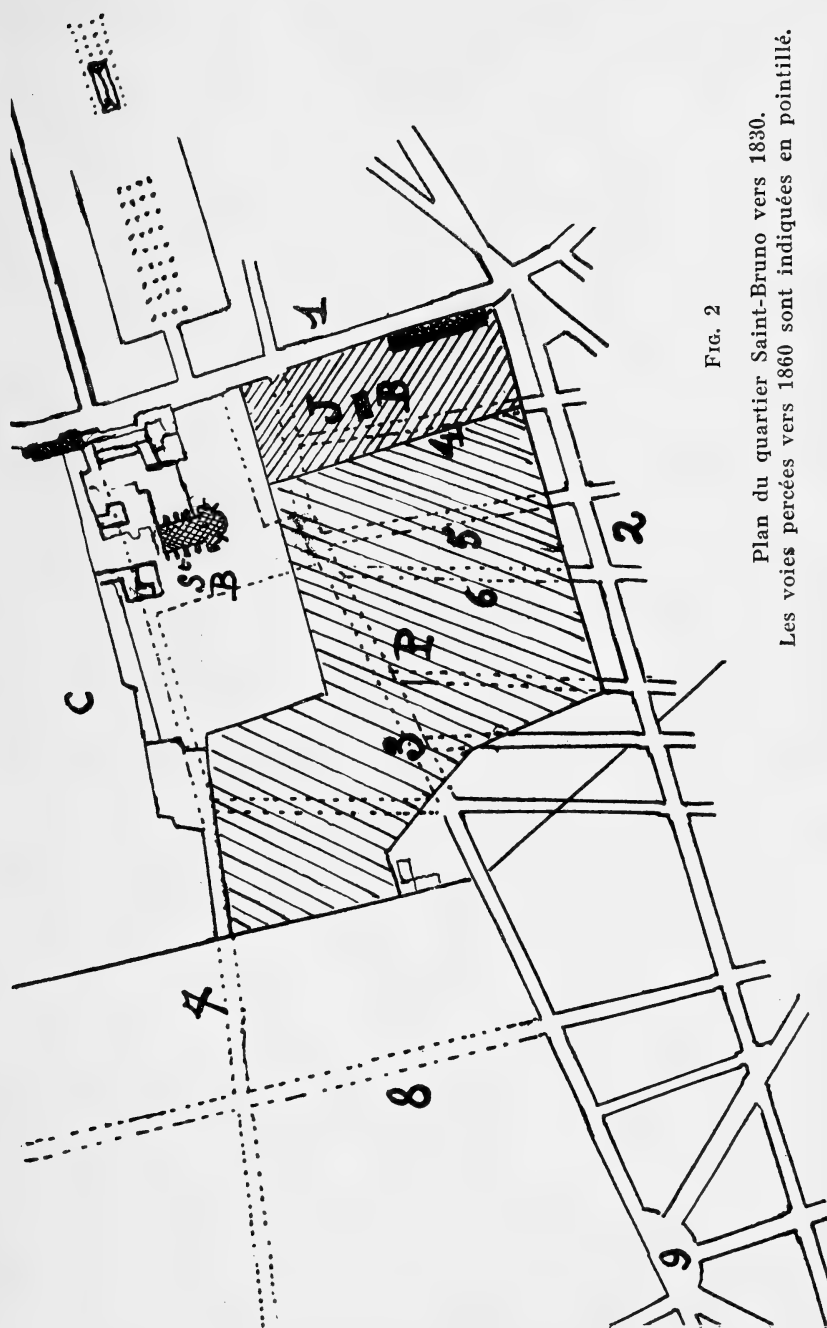 C
St
B
J B
1
2
3
4
5
6
P
7
8
9
FIG. 2
Plan du quartier Saint-Bruno vers 1830.
Les voies percées vers 1860 sont indiquées en pointillé.